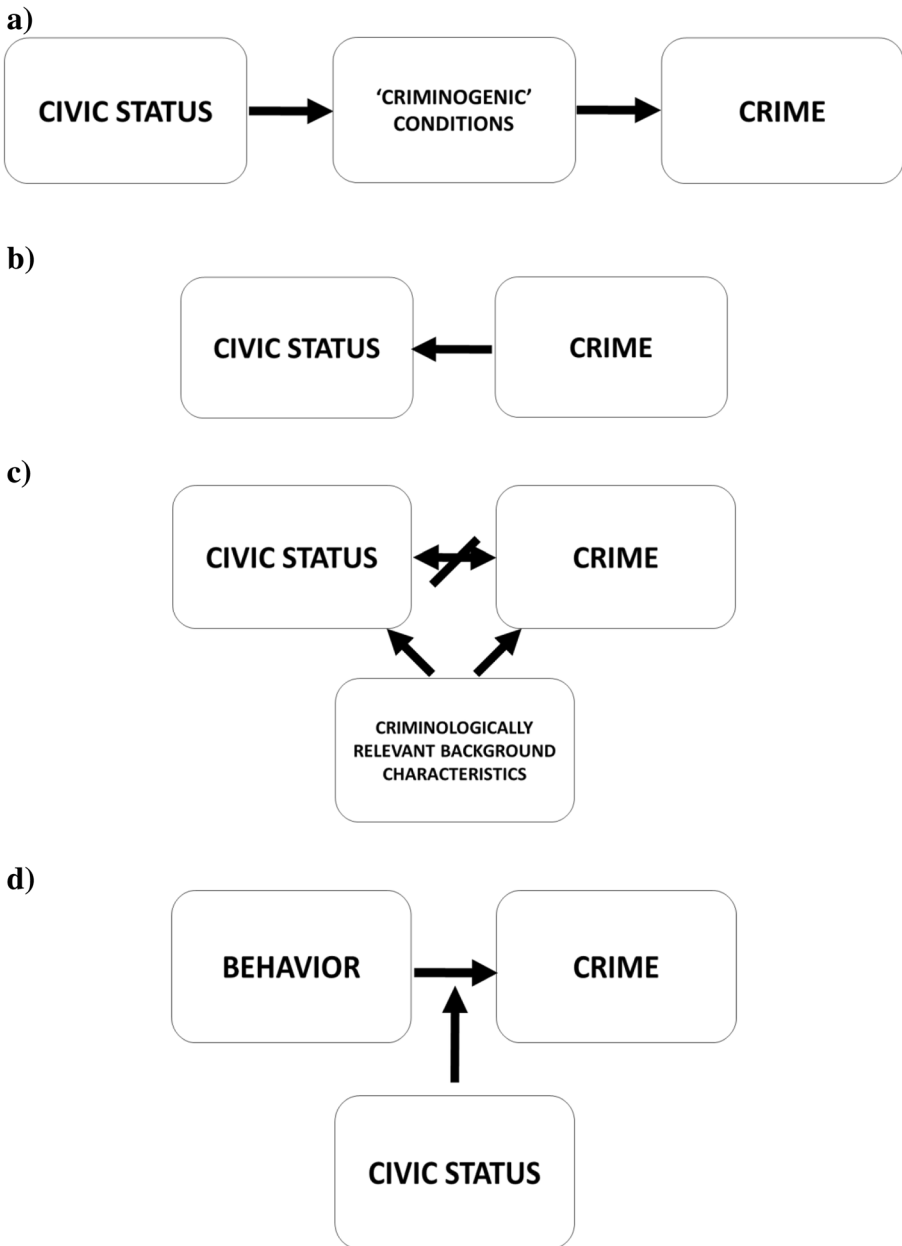 a)
CIVIC STATUS
‘CRIMINOGENIC’
CONDITIONS
CRIME
b)
CIVIC STATUS
CRIME
c)
CIVIC STATUS
CRIME
CRIMINOLOGICALLY
RELEVANT BACKGROUND
CHARACTERISTICS
d)
BEHAVIOR
CRIME
CIVIC STATUS